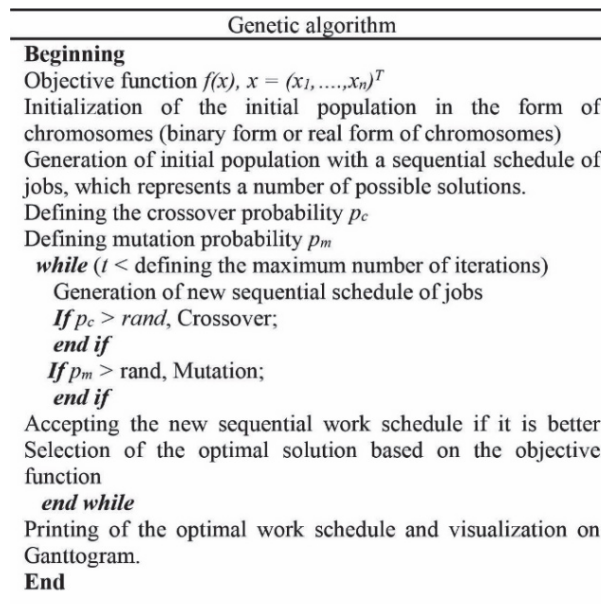 Genetic algorithm
Beginning
Objective function f(x), x = (x1,....,xn)T
Initialization of the initial population in the form of
chromosomes (binary form or real form of chromosomes)
Generation of initial population with a sequential schedule of
jobs, which represents a number of possible solutions.
Defining the crossover probability pc
Defining mutation probability pm
while (t < defining the maximum number of iterations)
Generation of new sequential schedule of jobs
If pc > rand, Crossover;
end if
If pm > rand, Mutation;
end if
Accepting the new sequential work schedule if it is better
Selection of the optimal solution based on the objective
function
end while
Printing of the optimal work schedule and visualization on
Ganttogram.
End